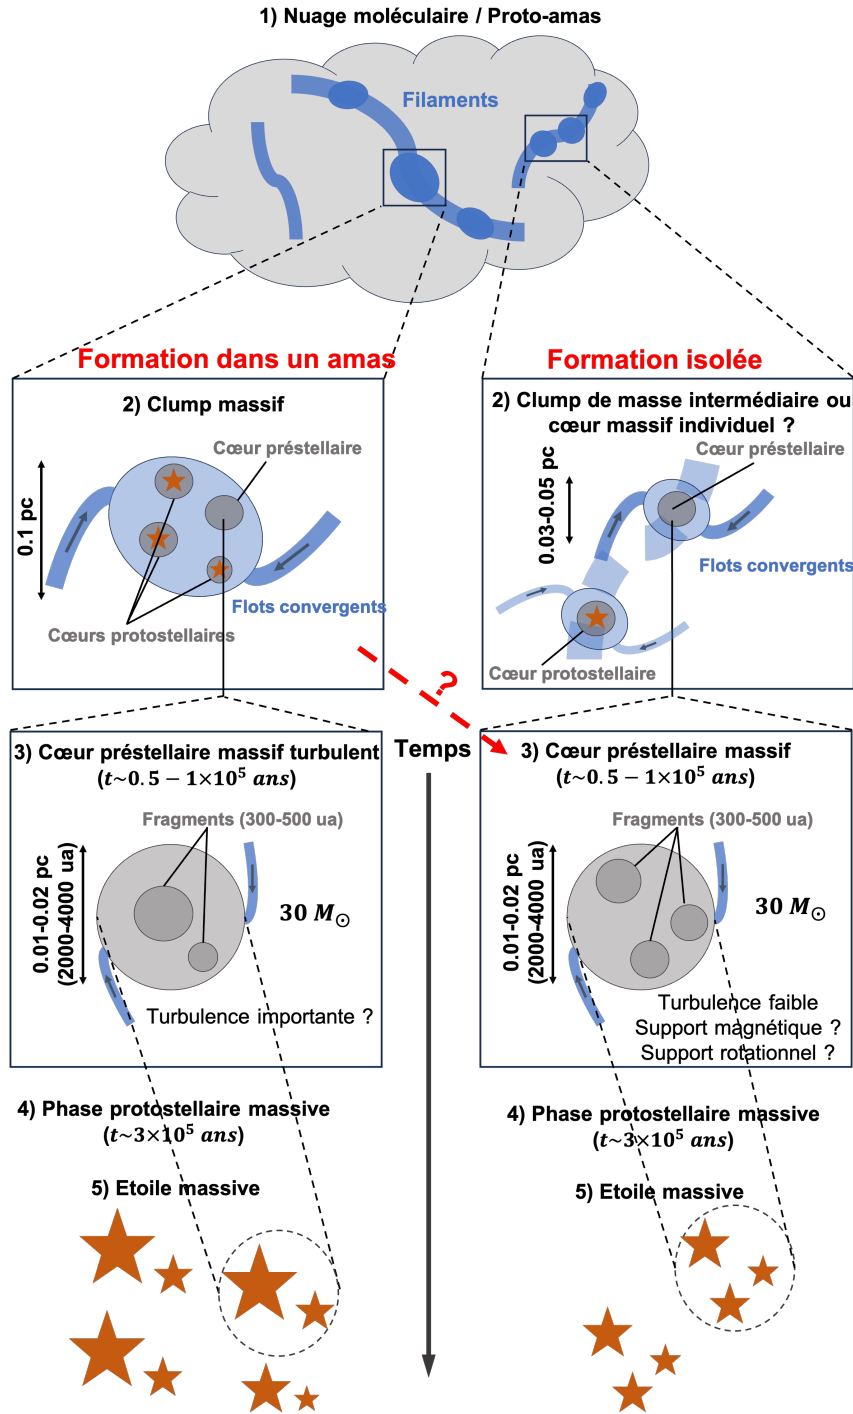 1) Nuage moléculaire / Proto-amas
Filaments
Formation dans un amas
2) Clump massif
Cœur préstellaire
0.1 pc
Flots convergents
Cœurs protostellaires
Formation isolée
2) Clump de masse intermédiaire ou
cœur massif individuel ?
Cœur préstellaire
0.03-0.05 pc
Flots convergents
Cœur protostellaire
?
Temps
3) Cœur préstellaire massif turbulent
(t~0.5 − 1×10⁵ ans)
Fragments (300-500 ua)
0.01-0.02 pc
(2000-4000 ua)
30 M☉
Turbulence importante ?
4) Phase protostellaire massive
(t~3×10⁵ ans)
5) Etoile massive
3) Cœur préstellaire massif
(t~0.5 − 1×10⁵ ans)
Fragments (300-500 ua)
0.01-0.02 pc
(2000-4000 ua)
30 M☉
Turbulence faible
Support magnétique ?
Support rotationnel ?
4) Phase protostellaire massive
(t~3×10⁵ ans)
5) Etoile massive